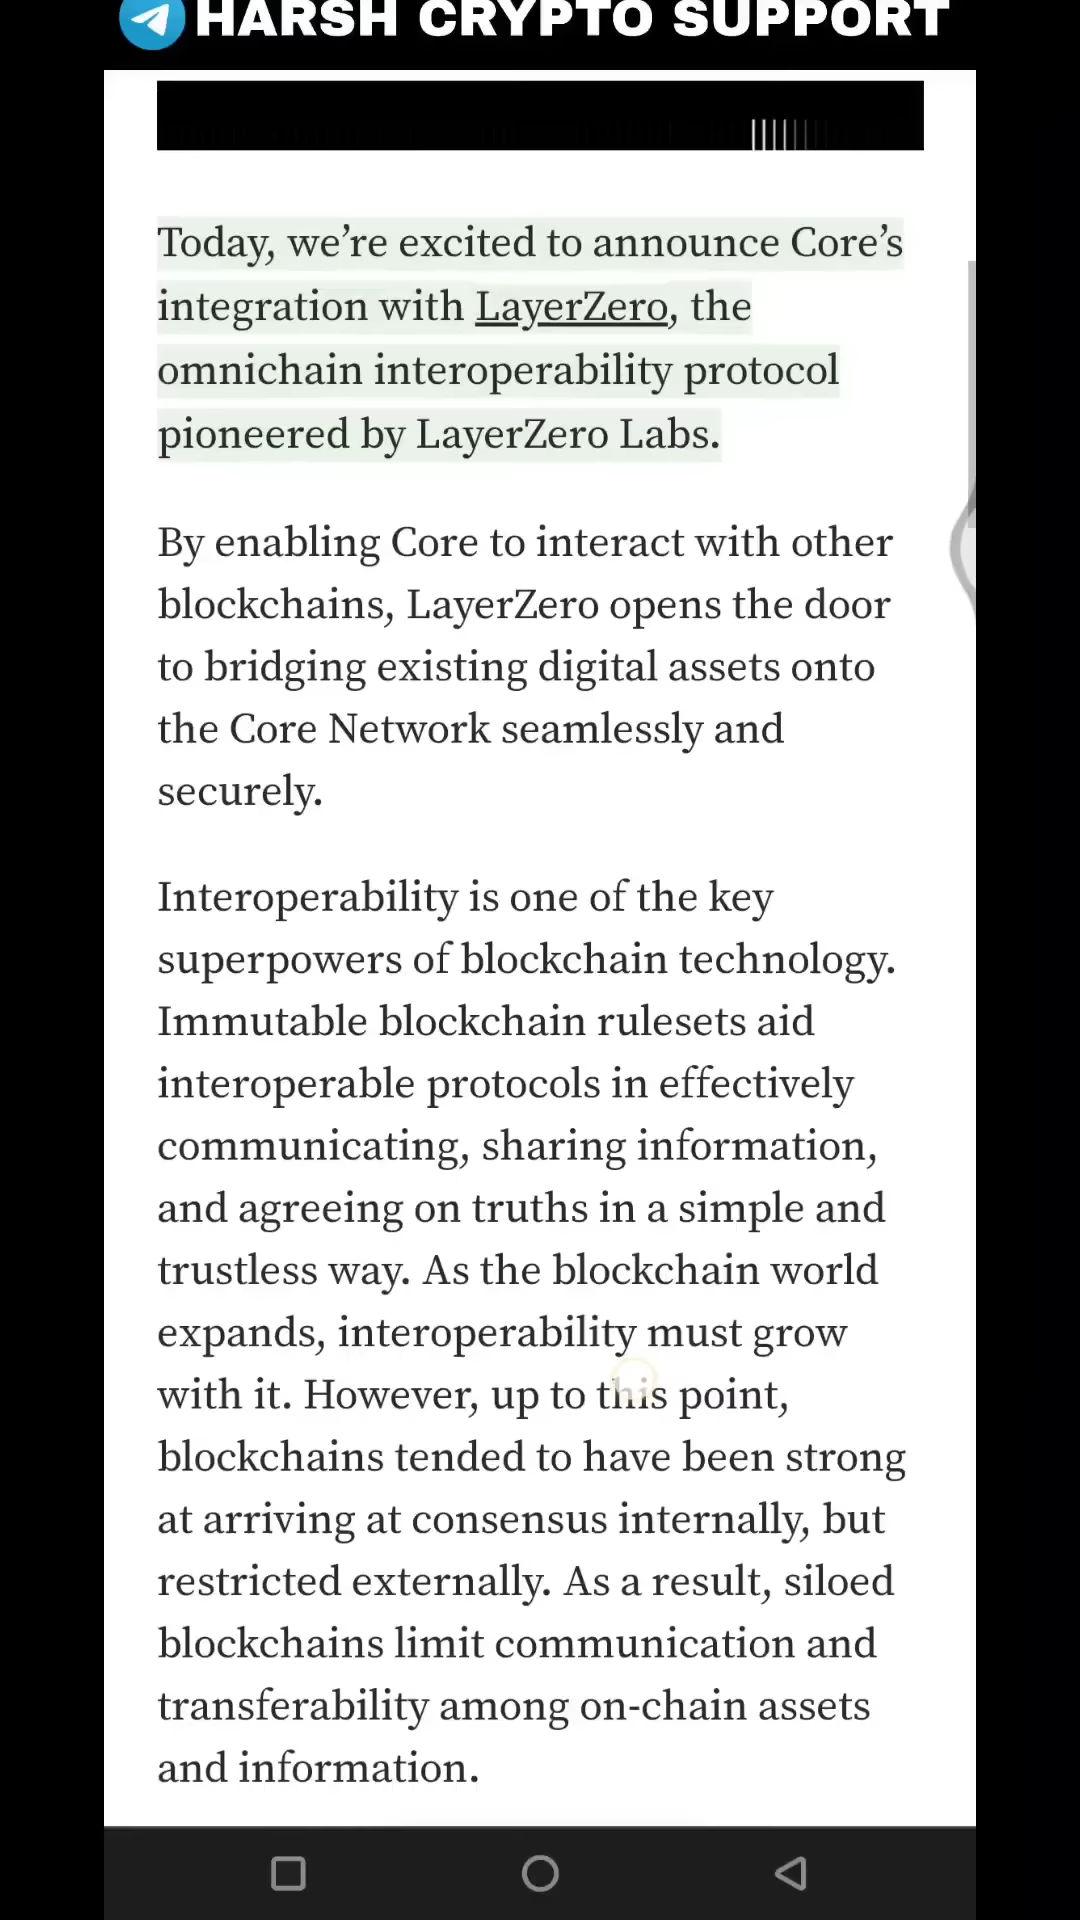 HARSH CRYPTO SUPPORT
Today, we’re excited to announce Core’s
integration with LayerZero, the
omnichain interoperability protocol
pioneered by LayerZero Labs.
By enabling Core to interact with other
blockchains, LayerZero opens the door
to bridging existing digital assets onto
the Core Network seamlessly and
securely.
Interoperability is one of the key
superpowers of blockchain technology.
Immutable blockchain rulesets aid
interoperable protocols in effectively
communicating, sharing information,
and agreeing on truths in a simple and
trustless way. As the blockchain world
expands, interoperability must grow
with it. However, up to this point,
blockchains tended to have been strong
at arriving at consensus internally, but
restricted externally. As a result, siloed
blockchains limit communication and
transferability among on-chain assets
and information.